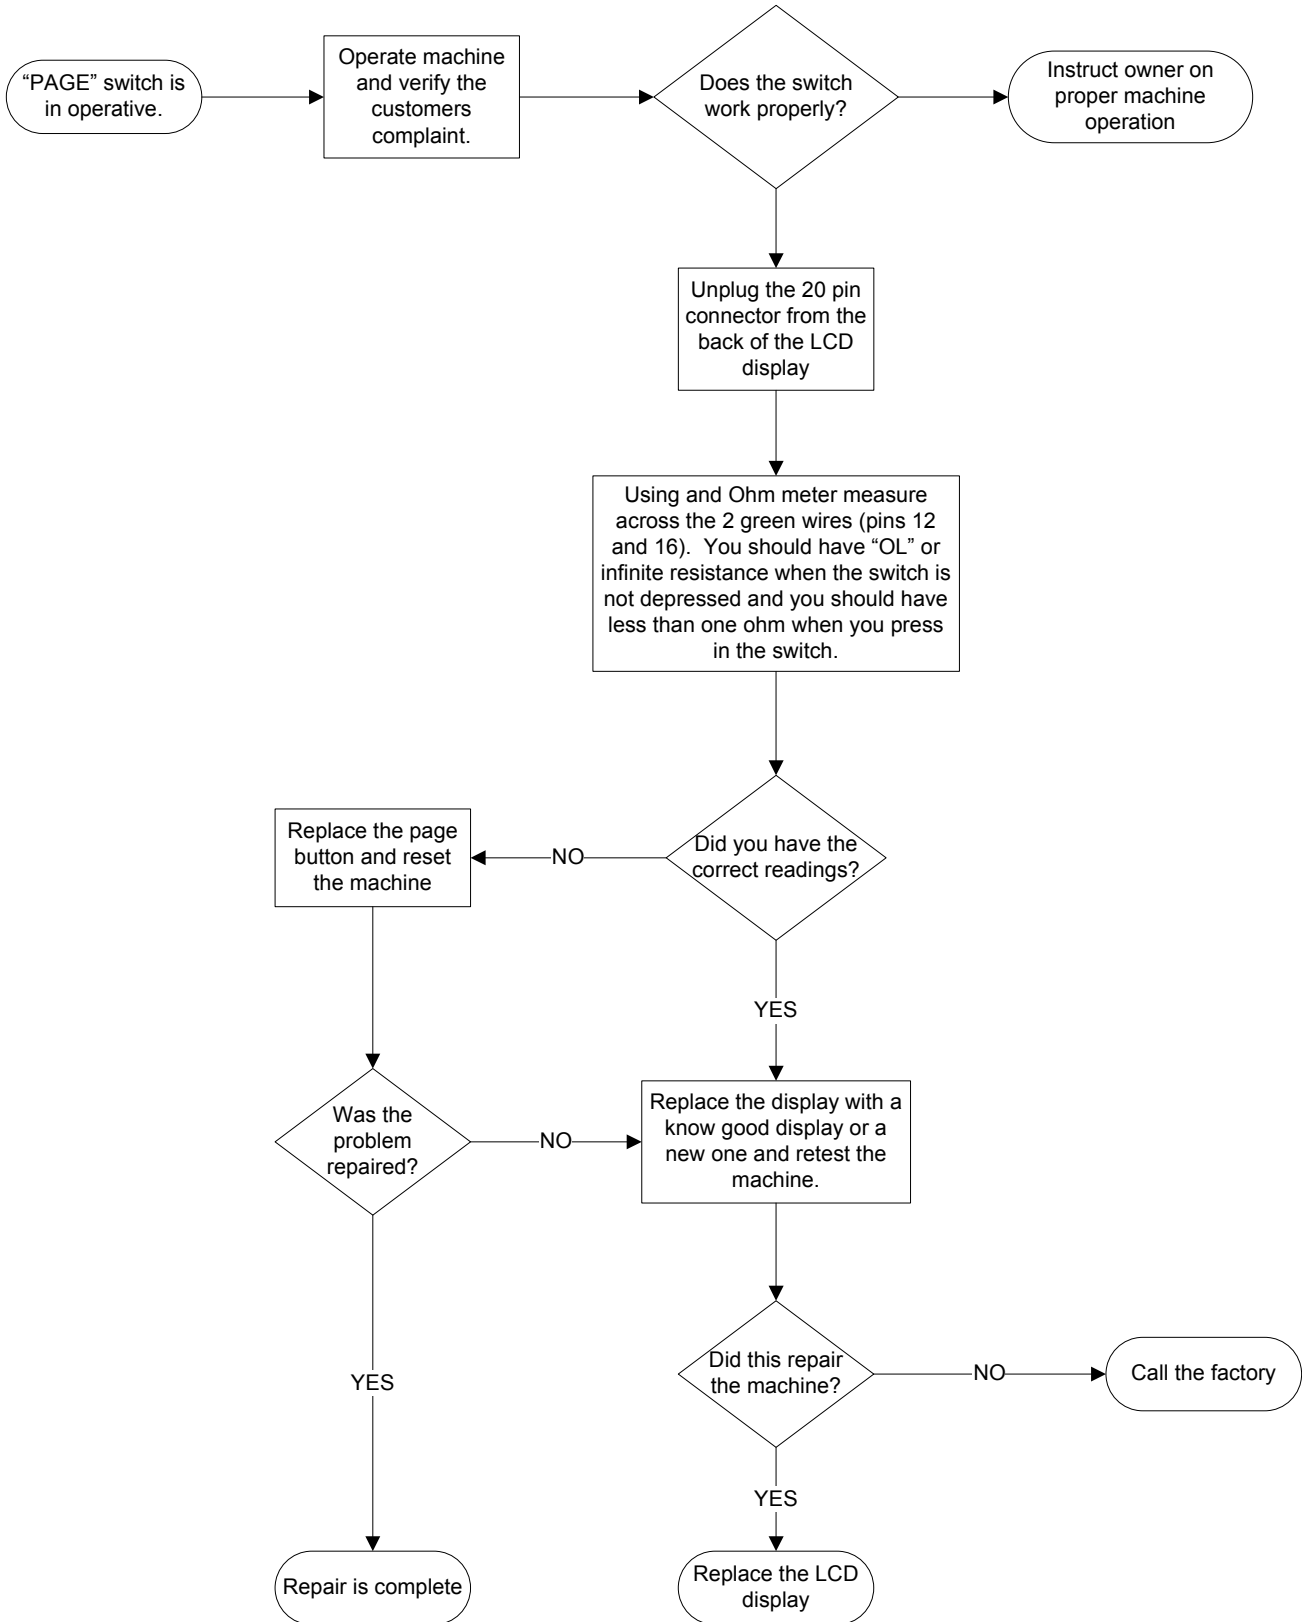 “PAGE” switch is
in operative.
Operate machine
and verify the
customers
complaint.
Does the switch
work properly?
Instruct owner on
proper machine
operation
Unplug the 20 pin
connector from the
back of the LCD
display
Using and Ohm meter measure
across the 2 green wires (pins 12
and 16).  You should have “OL” or
infinite resistance when the switch is
not depressed and you should have
less than one ohm when you press
in the switch.
Did you have the
correct readings?
NO
Replace the page
button and reset
the machine
YES
Was the
problem
repaired?
NO
Replace the display with a
know good display or a
new one and retest the
machine.
YES
Did this repair
the machine?
NO
Call the factory
YES
Repair is complete
Replace the LCD
display